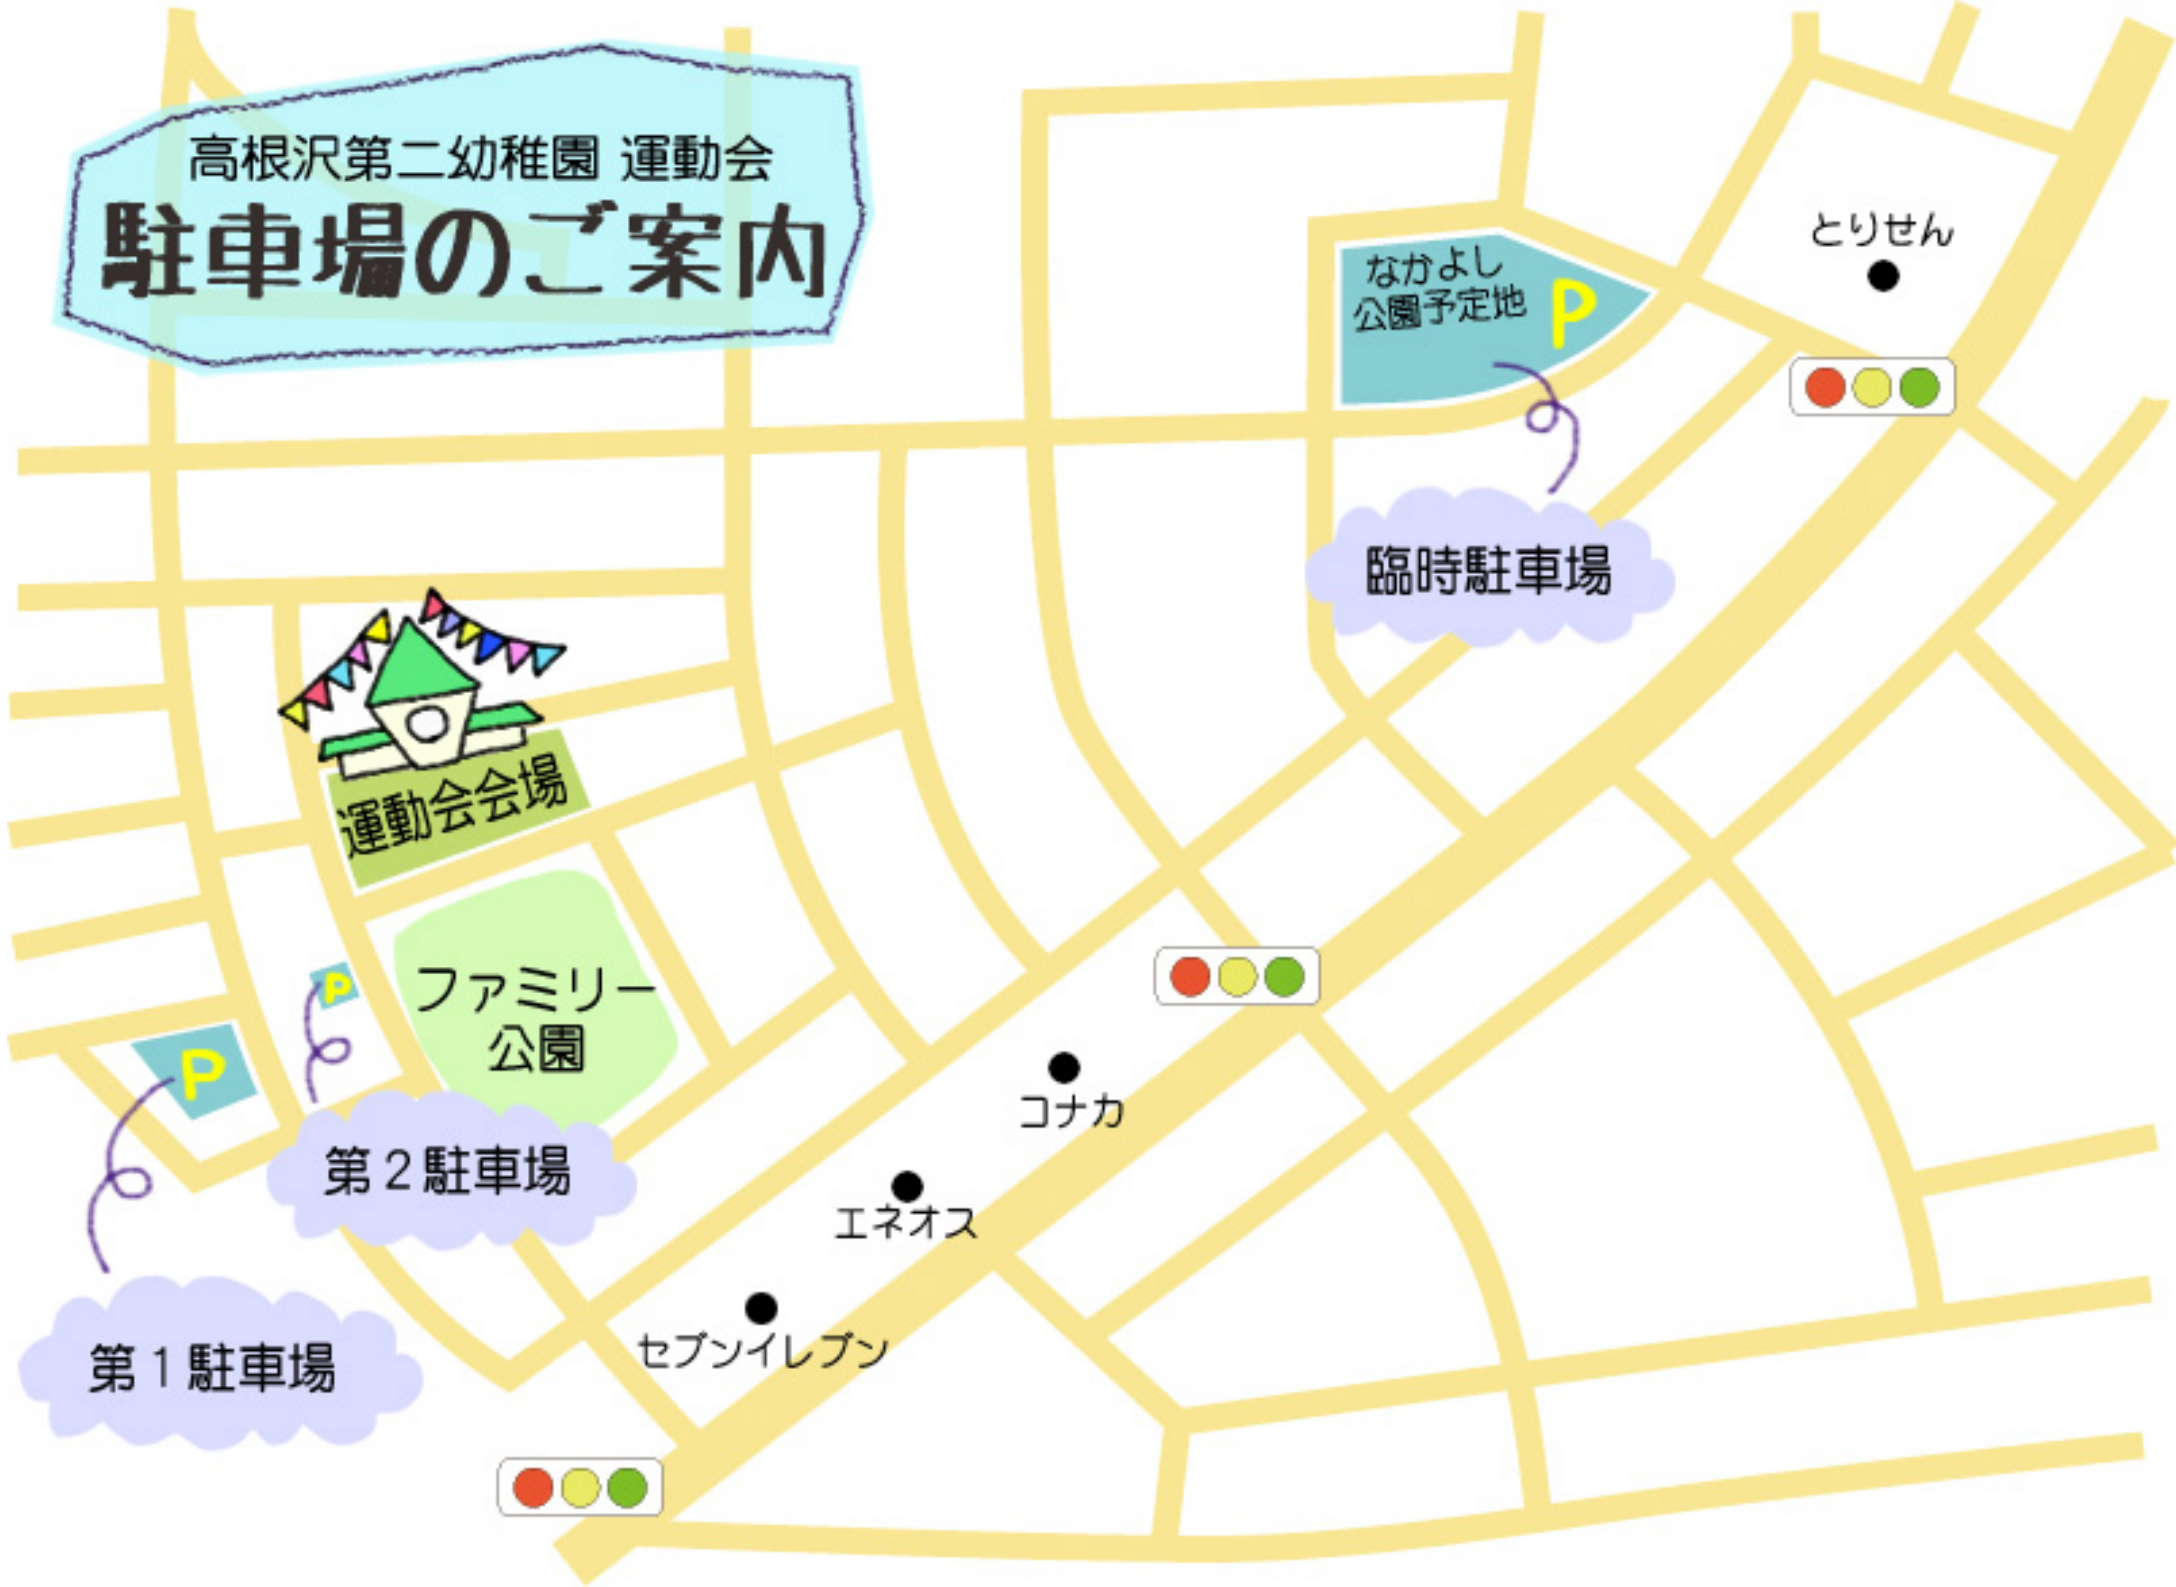 高根沢第二幼稚園 運動会
駐車場のご案内
とりせん
なかよし
公園予定地
P
臨時駐車場
運動会会場
ファミリー
公園
P
P
第2駐車場
第1駐車場
コナカ
エネオス
セブンイレブン